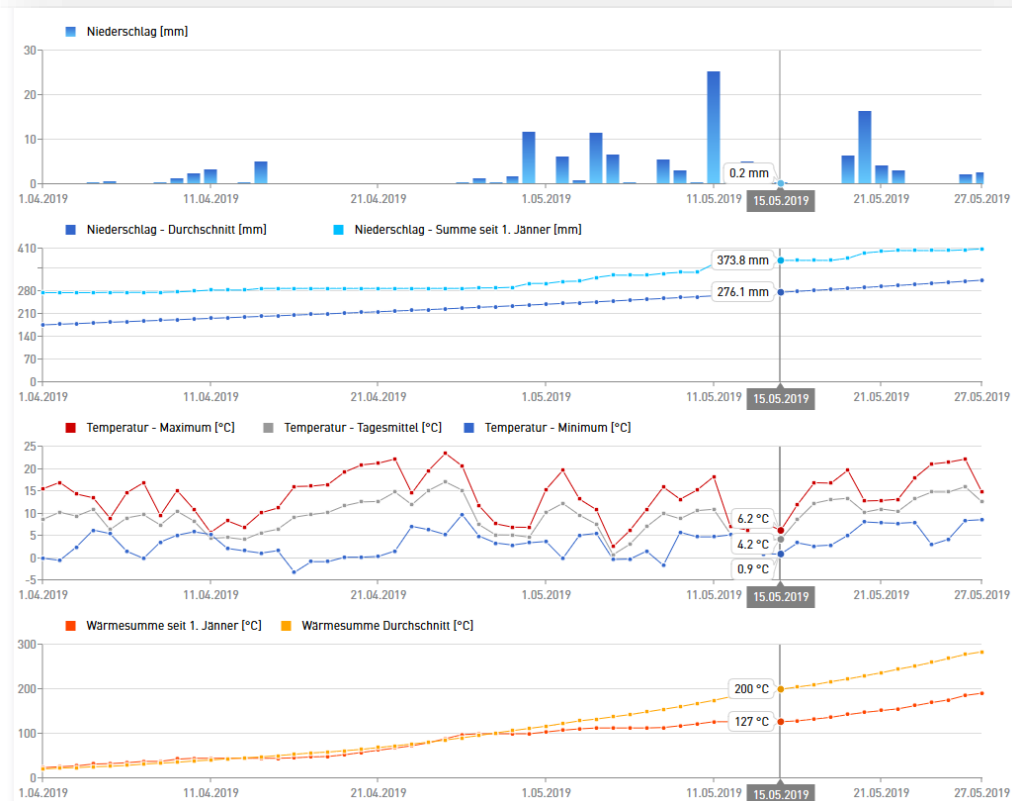 Niederschlag [mm]
30
20
10
0
0.2 mm
1.04.2019 11.04.2019 21.04.2019 1.05.2019 11.05.2019 15.05.2019 21.05.2019 27.05.2019
Niederschlag - Durchschnitt [mm] Niederschlag - Summe seit 1. Jänner [mm]
410
280
210
140
70
0
373.8 mm
276.1 mm
1.04.2019 11.04.2019 21.04.2019 1.05.2019 11.05.2019 15.05.2019 21.05.2019 27.05.2019
Temperatur - Maximum [°C] Temperatur - Tagesmittel [°C] Temperatur - Minimum [°C]
25
20
15
10
5
0
-5
6.2 °C
4.2 °C
0.9 °C
1.04.2019 11.04.2019 21.04.2019 1.05.2019 11.05.2019 15.05.2019 21.05.2019 27.05.2019
Wärmesumme seit 1. Jänner [°C] Wärmesumme Durchschnitt [°C]
300
200
100
0
200 °C
127 °C
1.04.2019 11.04.2019 21.04.2019 1.05.2019 11.05.2019 15.05.2019 21.05.2019 27.05.2019